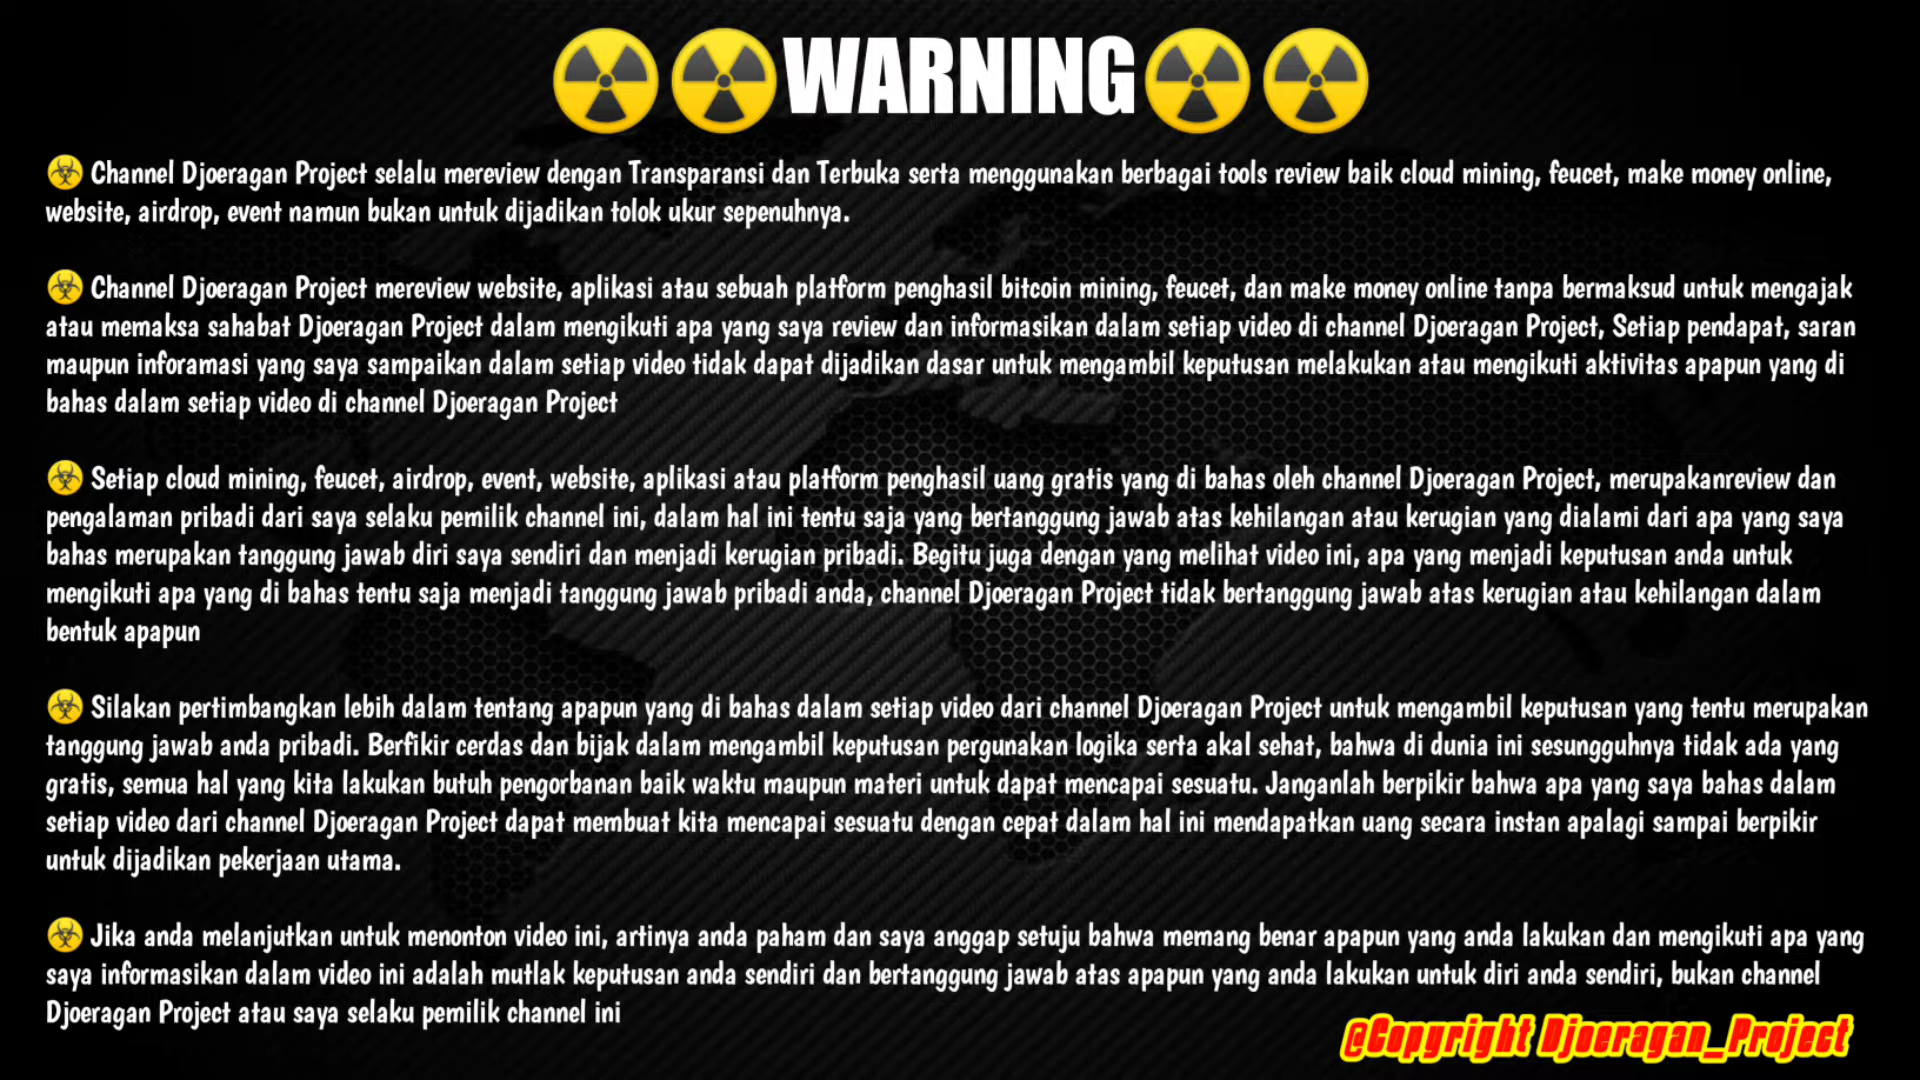 ☢☢WARNING☢☢
☣ Channel Djoeragan Project selalu mereview dengan Transparansi dan Terbuka serta menggunakan berbagai tools review baik cloud mining, feucet, make money online,
website, airdrop, event namun bukan untuk dijadikan tolok ukur sepenuhnya.
☣ Channel Djoeragan Project mereview website, aplikasi atau sebuah platform penghasil bitcoin mining, feucet, dan make money online tanpa bermaksud untuk mengajak
atau memaksa sahabat Djoeragan Project dalam mengikuti apa yang saya review dan informasikan dalam setiap video di channel Djoeragan Project, Setiap pendapat, saran
maupun inforamasi yang saya sampaikan dalam setiap video tidak dapat dijadikan dasar untuk mengambil keputusan melakukan atau mengikuti aktivitas apapun yang di
bahas dalam setiap video di channel Djoeragan Project
☣ Setiap cloud mining, feucet, airdrop, event, website, aplikasi atau platform penghasil uang gratis yang di bahas oleh channel Djoeragan Project, merupakanreview dan
pengalaman pribadi dari saya selaku pemilik channel ini, dalam hal ini tentu saja yang bertanggung jawab atas kehilangan atau kerugian yang dialami dari apa yang saya
bahas merupakan tanggung jawab diri saya sendiri dan menjadi kerugian pribadi. Begitu juga dengan yang melihat video ini, apa yang menjadi keputusan anda untuk
mengikuti apa yang di bahas tentu saja menjadi tanggung jawab pribadi anda, channel Djoeragan Project tidak bertanggung jawab atas kerugian atau kehilangan dalam
bentuk apapun
☣ Silakan pertimbangkan lebih dalam tentang apapun yang di bahas dalam setiap video dari channel Djoeragan Project untuk mengambil keputusan yang tentu merupakan
tanggung jawab anda pribadi. Berfikir cerdas dan bijak dalam mengambil keputusan pergunakan logika serta akal sehat, bahwa di dunia ini sesungguhnya tidak ada yang
gratis, semua hal yang kita lakukan butuh pengorbanan baik waktu maupun materi untuk dapat mencapai sesuatu. Janganlah berpikir bahwa apa yang saya bahas dalam
setiap video dari channel Djoeragan Project dapat membuat kita mencapai sesuatu dengan cepat dalam hal ini mendapatkan uang secara instan apalagi sampai berpikir
untuk dijadikan pekerjaan utama.
☣ Jika anda melanjutkan untuk menonton video ini, artinya anda paham dan saya anggap setuju bahwa memang benar apapun yang anda lakukan dan mengikuti apa yang
saya informasikan dalam video ini adalah mutlak keputusan anda sendiri dan bertanggung jawab atas apapun yang anda lakukan untuk diri anda sendiri, bukan channel
Djoeragan Project atau saya selaku pemilik channel ini
@Copyright Djoeragan_Project